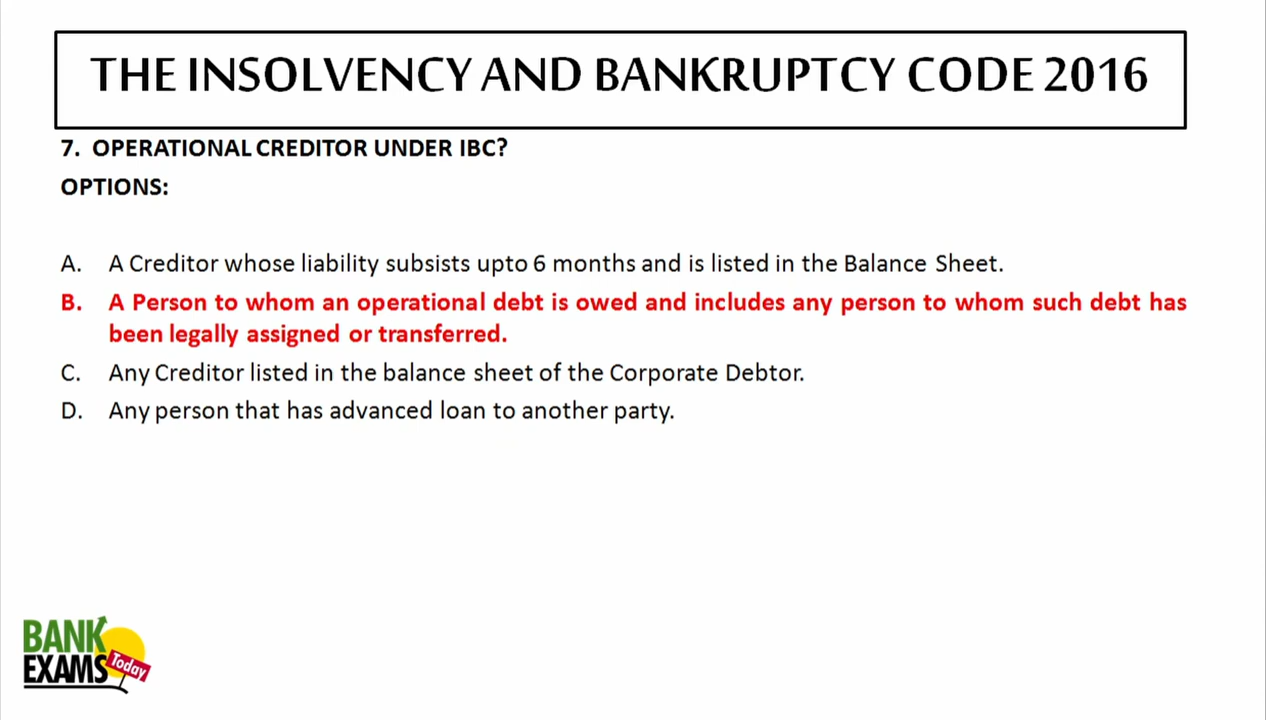 THE INSOLVENCY AND BANKRUPTCY CODE 2016
7. OPERATIONAL CREDITOR UNDER IBC?
OPTIONS:
A. A Creditor whose liability subsists upto 6 months and is listed in the Balance Sheet.
B. A Person to whom an operational debt is owed and includes any person to whom such debt has
been legally assigned or transferred.
C. Any Creditor listed in the balance sheet of the Corporate Debtor.
D. Any person that has advanced loan to another party.
BANK
EXAMS
Today